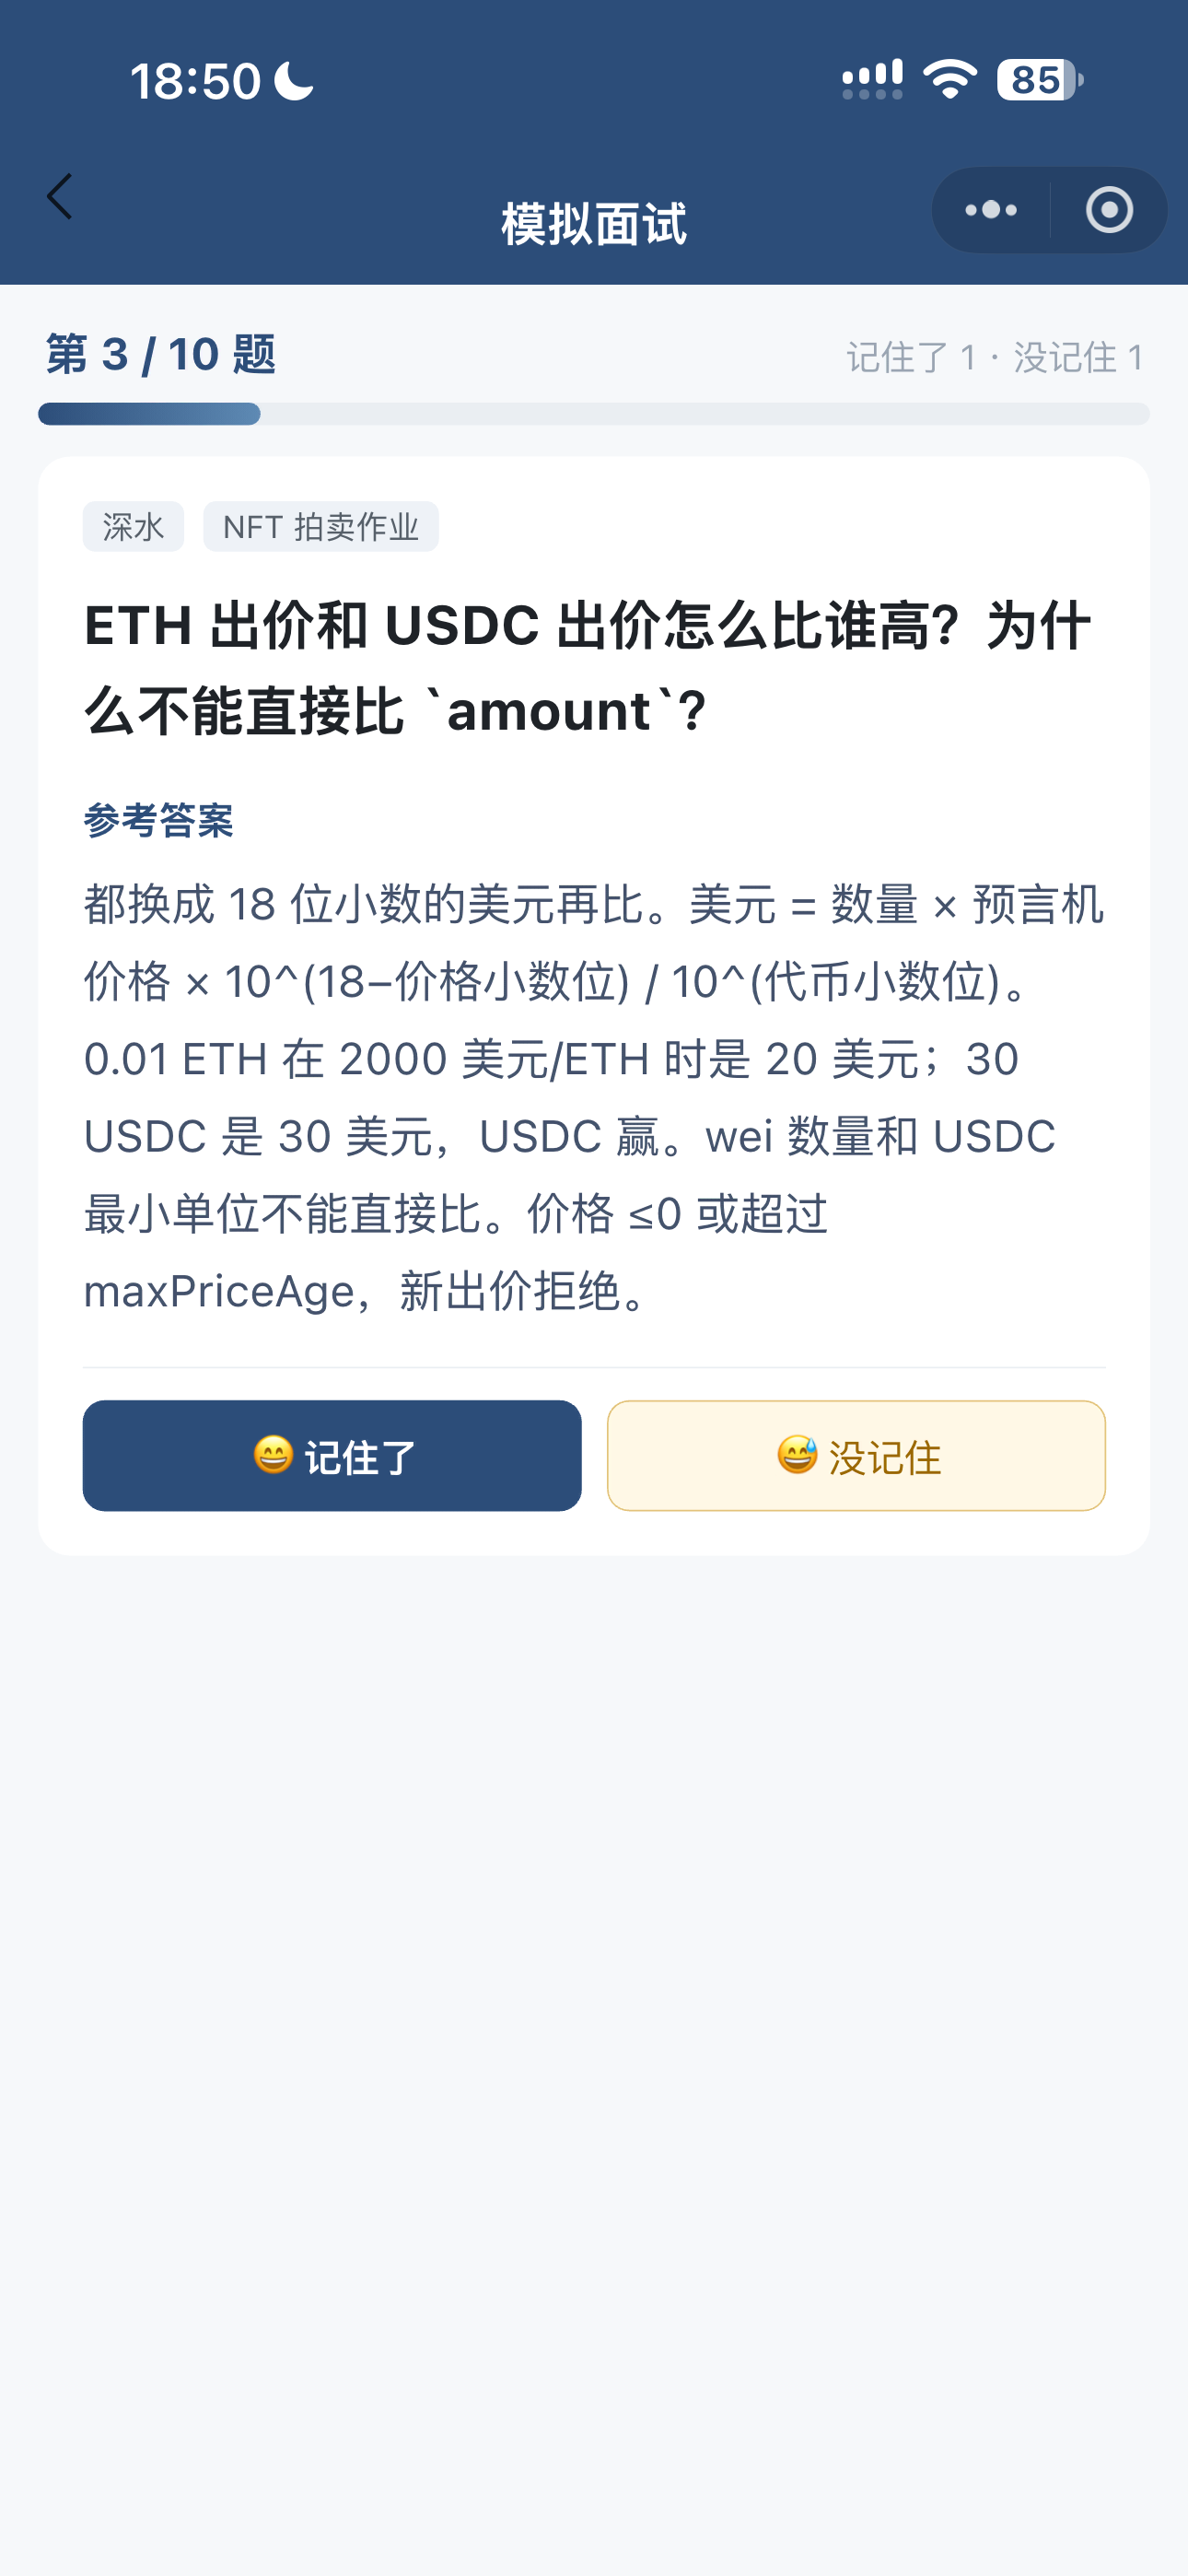 18:50
85
模拟面试
第 3 / 10 题
记住了 1 · 没记住 1
深水
NFT 拍卖作业
ETH 出价和 USDC 出价怎么比谁高？为什
么不能直接比 `amount`？
参考答案
都换成 18 位小数的美元再比。美元 = 数量 × 预言机
价格 × 10^(18−价格小数位) / 10^(代币小数位)。
0.01 ETH 在 2000 美元/ETH 时是 20 美元；30
USDC 是 30 美元，USDC 赢。wei 数量和 USDC
最小单位不能直接比。价格 ≤0 或超过
maxPriceAge，新出价拒绝。
😄 记住了
😅 没记住